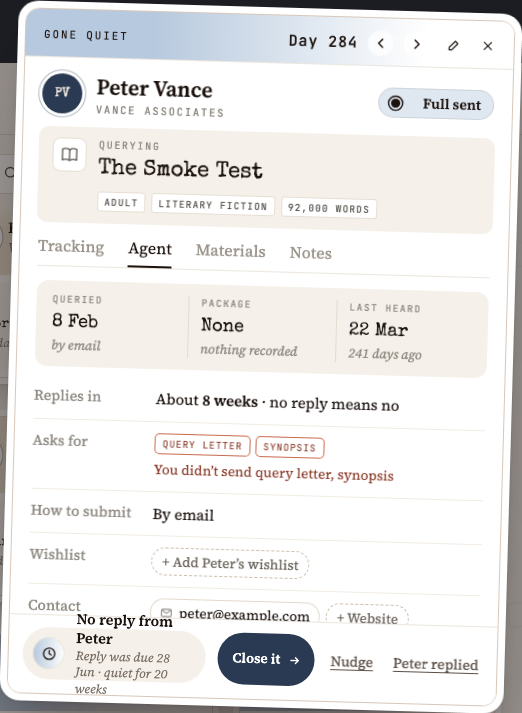 GONE QUIET
Day 284
PV
Peter Vance
VANCE ASSOCIATES
Full sent
QUERYING
The Smoke Test
ADULT
LITERARY FICTION
92,000 WORDS
Tracking Agent Materials Notes
QUERIED
8 Feb
by email
PACKAGE
None
nothing recorded
LAST HEARD
22 Mar
241 days ago
Replies in
About 8 weeks · no reply means no
Asks for
QUERY LETTER SYNOPSIS
You didn’t send query letter, synopsis
How to submit
By email
Wishlist
+ Add Peter’s wishlist
Contact
peter@example.com
+ Website
No reply from
Peter
Reply was due 28
Jun · quiet for 20
weeks
Close it →
Nudge
Peter replied